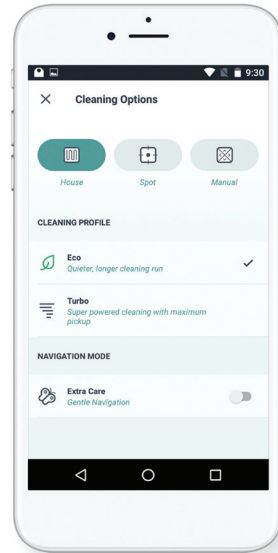 9:30
Cleaning Options
House Spot Manual
CLEANING PROFILE
Eco
Quieter, longer cleaning run
Turbo
Super powered cleaning with maximum
pickup
NAVIGATION MODE
Extra Care
Gentle Navigation